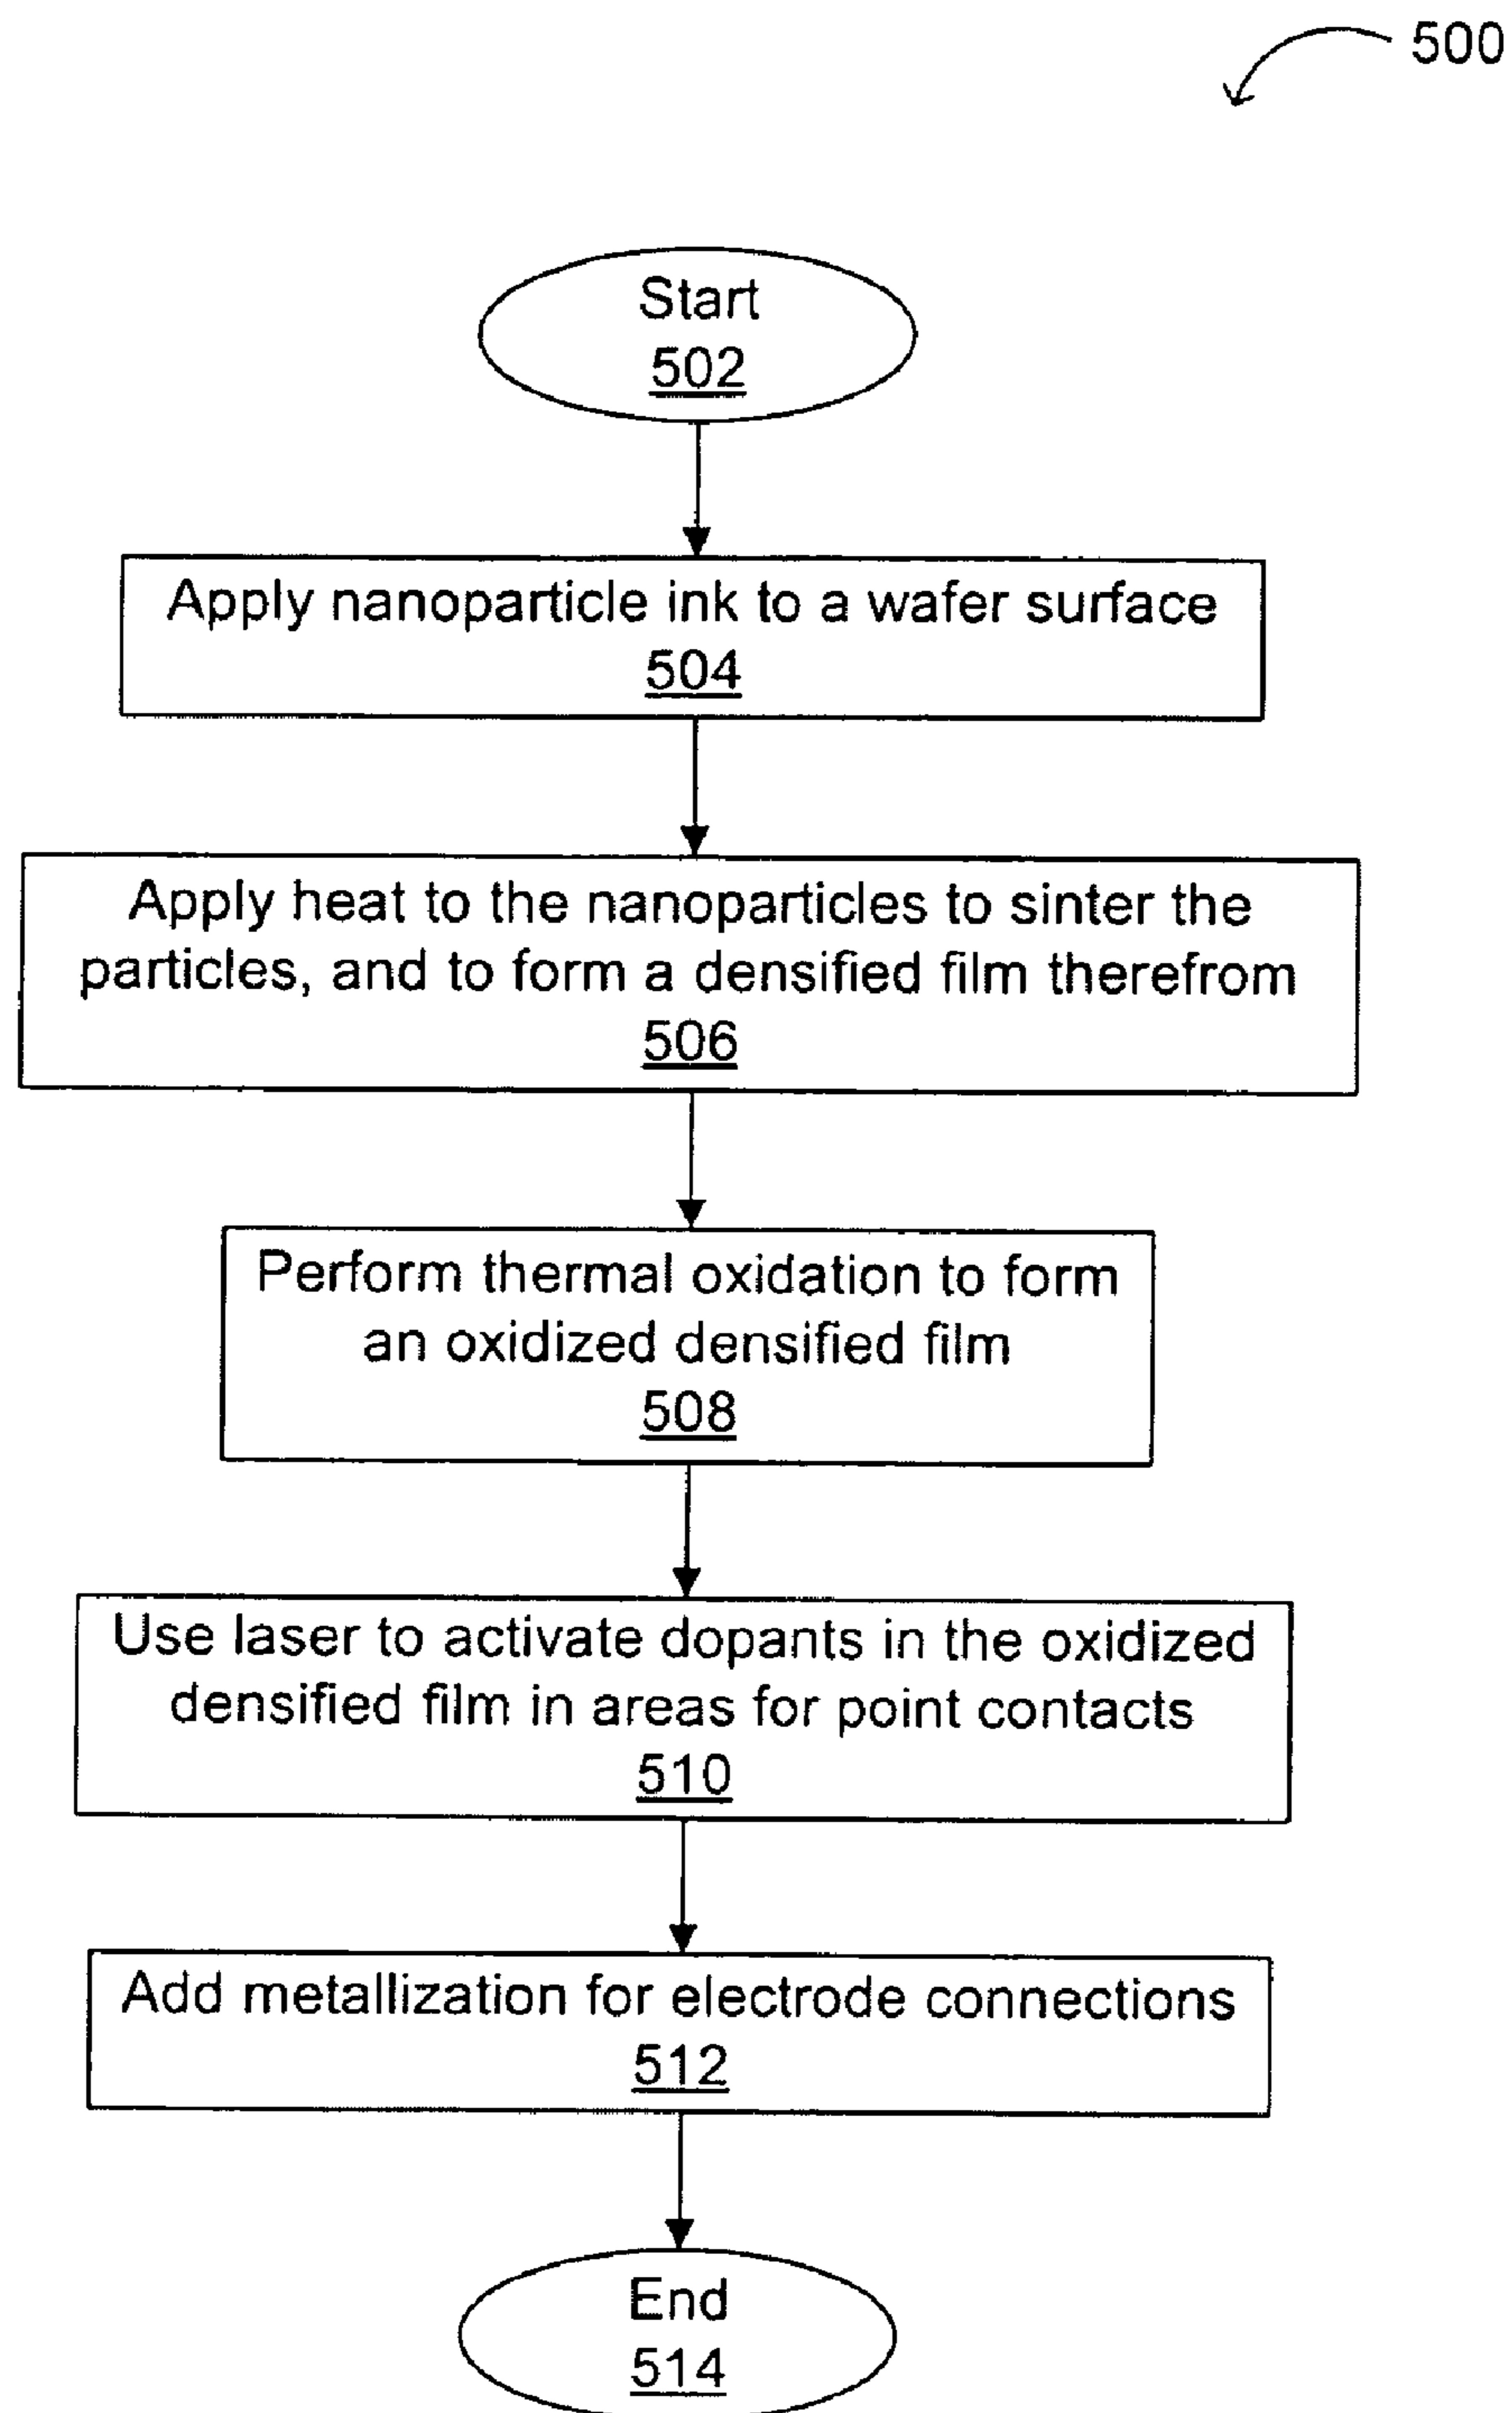 500
Start
502
Apply nanoparticle ink to a wafer surface
504
Apply heat to the nanoparticles to sinter the
particles, and to form a densified film therefrom
506
Perform thermal oxidation to form
an oxidized densified film
508
Use laser to activate dopants in the oxidized
densified film in areas for point contacts
510
Add metallization for electrode connections
512
End
514